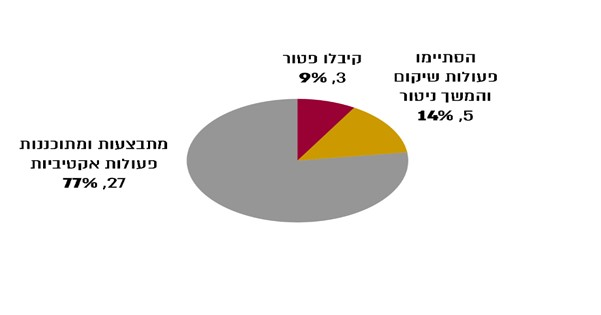 הסתיימו
פעולות שיקום
והמשך ניטור
5, 14%
קיבלו פטור
3, 9%
מתבצעות ומתוכננות
פעולות אקטיביות
27, 77%